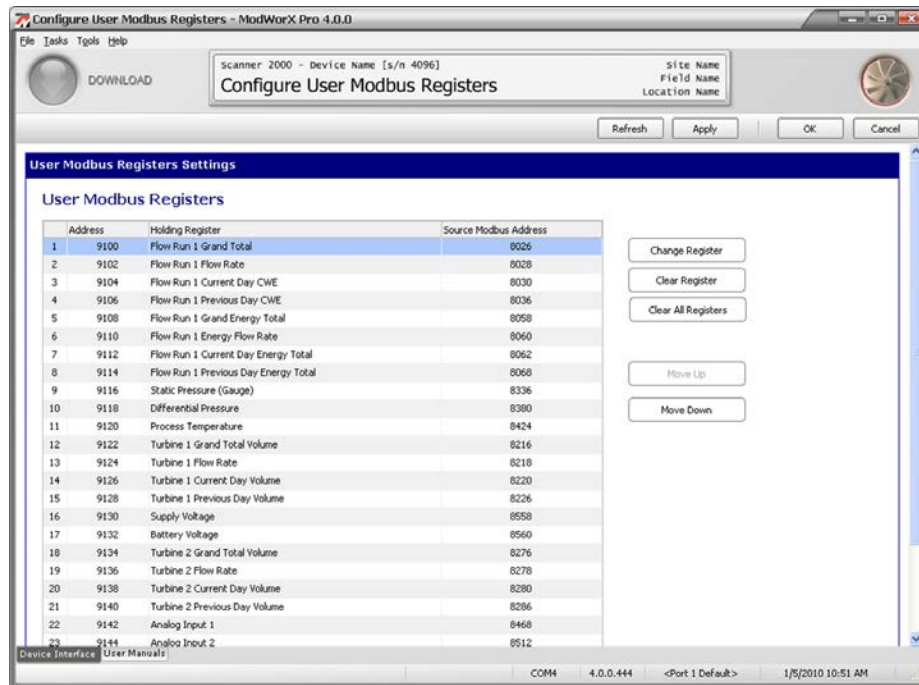 Configure User Modbus Registers - ModWorX Pro 4.0.0
File Tasks Tools Help
DOWNLOAD
Scanner 2000 - Device Name [s/n 4096]
Configure User Modbus Registers
Site Name
Field Name
Location Name
Refresh Apply OK Cancel
User Modbus Registers Settings
User Modbus Registers
Address Holding Register Source Modbus Address
1 9100 Flow Run 1 Grand Total 8026
2 9102 Flow Run 1 Flow Rate 8028
3 9104 Flow Run 1 Current Day CWE 8030
4 9106 Flow Run 1 Previous Day CWE 8036
5 9108 Flow Run 1 Grand Energy Total 8058
6 9110 Flow Run 1 Energy Flow Rate 8060
7 9112 Flow Run 1 Current Day Energy Total 8062
8 9114 Flow Run 1 Previous Day Energy Total 8068
9 9116 Static Pressure (Gauge) 8336
10 9118 Differential Pressure 8380
11 9120 Process Temperature 8424
12 9122 Turbine 1 Grand Total Volume 8216
13 9124 Turbine 1 Flow Rate 8218
14 9126 Turbine 1 Current Day Volume 8220
15 9128 Turbine 1 Previous Day Volume 8226
16 9130 Supply Voltage 8558
17 9132 Battery Voltage 8560
18 9134 Turbine 2 Grand Total Volume 8276
19 9136 Turbine 2 Flow Rate 8278
20 9138 Turbine 2 Current Day Volume 8280
21 9140 Turbine 2 Previous Day Volume 8286
22 9142 Analog Input 1 8468
23 9144 Analog Input 2 8512
Change Register
Clear Register
Clear All Registers
Move Up
Move Down
Device Interface User Manuals
COM4 4.0.0.444 <Port 1 Default> 1/5/2010 10:51 AM